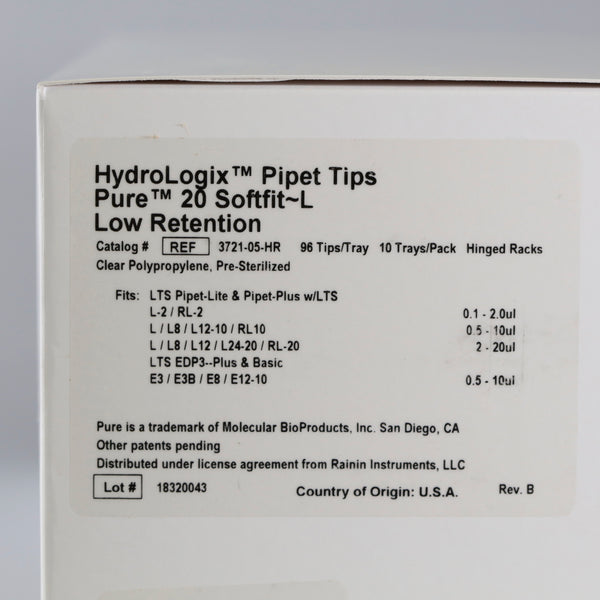 HydroLogix™ Pipet Tips
Pure™ 20 Softfit~L
Low Retention
Catalog # REF 3721-05-HR 96 Tips/Tray 10 Trays/Pack Hinged Racks
Clear Polypropylene, Pre-Sterilized
Fits: LTS Pipet-Lite & Pipet-Plus w/LTS
L-2 / RL-2 0.1 - 2.0ul
L / L8 / L12-10 / RL10 0.5 - 10ul
L / L8 / L12 / L24-20 / RL-20 2 - 20ul
LTS EDP3--Plus & Basic
E3 / E3B / E8 / E12-10 0.5 - 10ul
Pure is a trademark of Molecular BioProducts, Inc. San Diego, CA
Other patents pending
Distributed under license agreement from Rainin Instruments, LLC
Lot # 18320043 Country of Origin: U.S.A. Rev. B